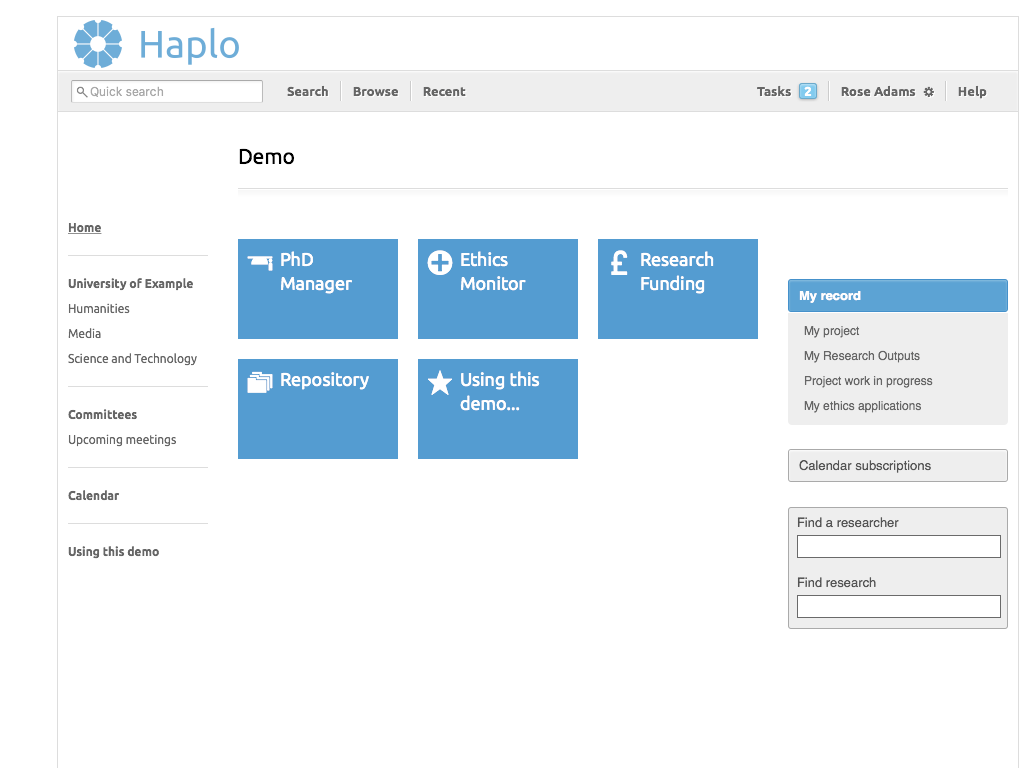 Haplo
Quick search
Search
Browse
Recent
Tasks 2
Rose Adams
Help
Demo
Home
University of Example
Humanities
Media
Science and Technology
Committees
Upcoming meetings
Calendar
Using this demo
PhD
Manager
Ethics
Monitor
£ Research
Funding
Repository
Using this
demo...
My record
My project
My Research Outputs
Project work in progress
My ethics applications
Calendar subscriptions
Find a researcher
Find research